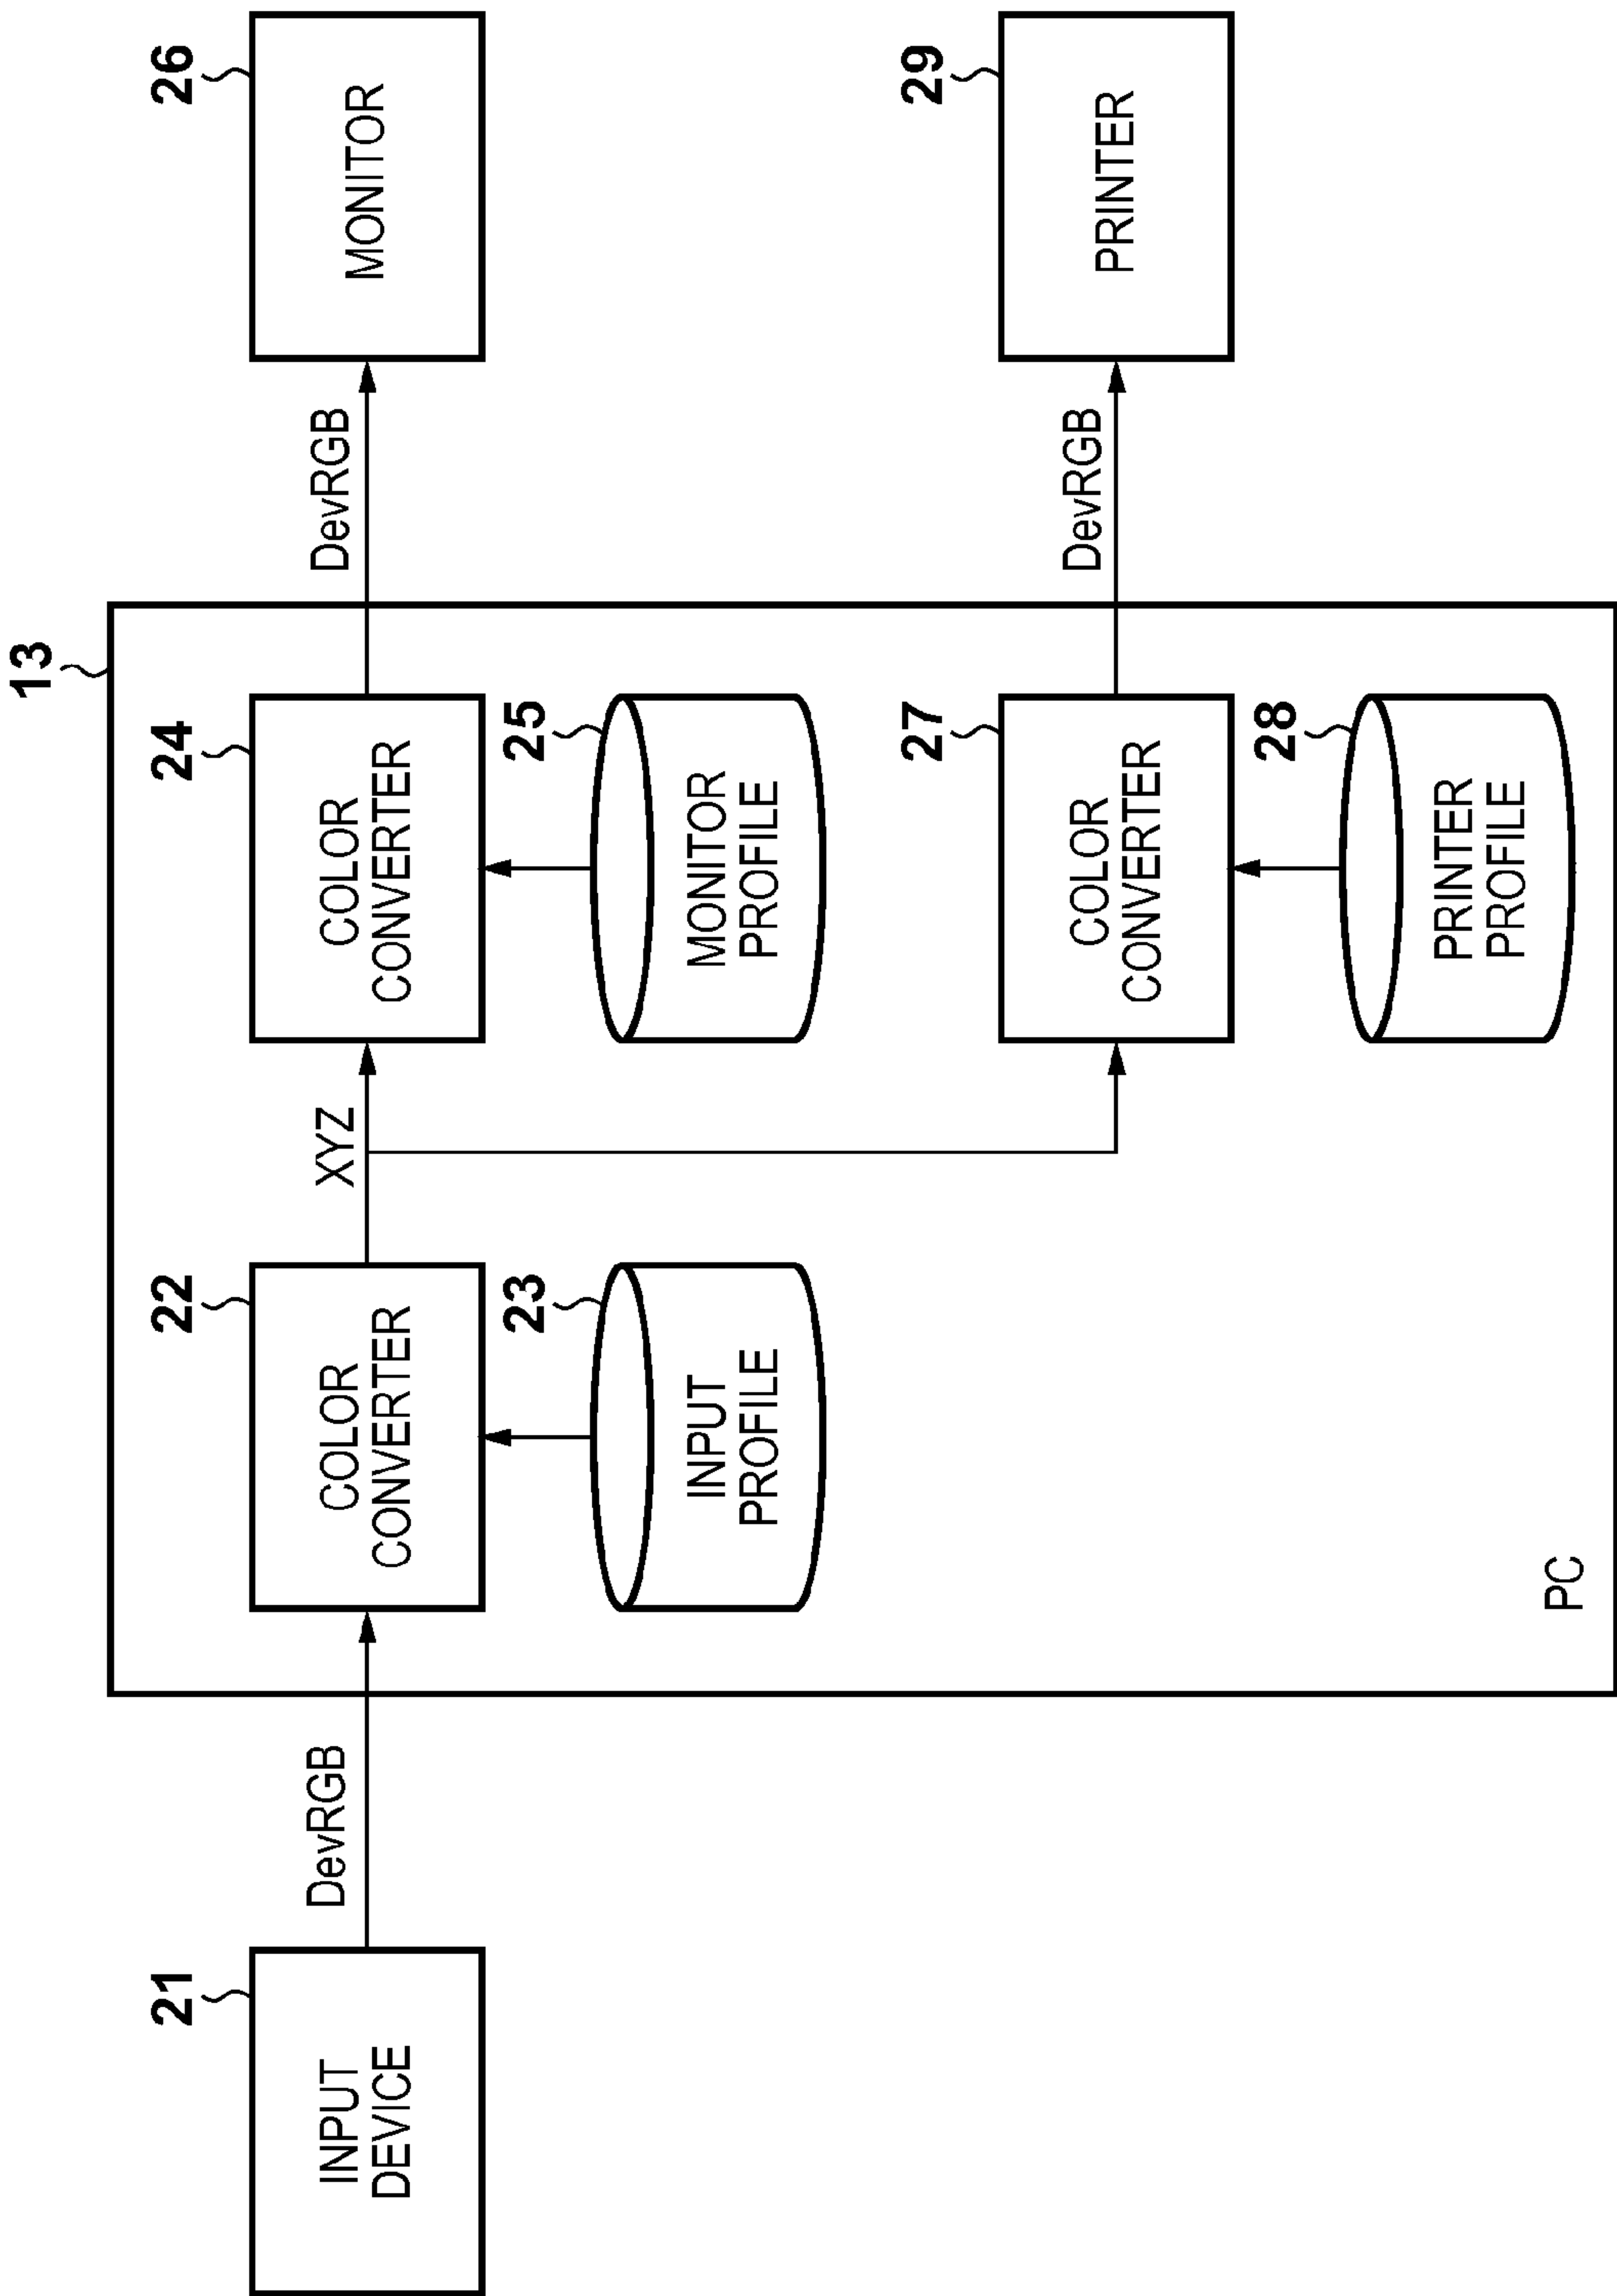 13
21
INPUT
DEVICE
DevRGB
22
COLOR
CONVERTER
23
INPUT
PROFILE
XYZ
24
COLOR
CONVERTER
25
MONITOR
PROFILE
DevRGB
26
MONITOR
27
COLOR
CONVERTER
28
PRINTER
PROFILE
DevRGB
29
PRINTER
PC